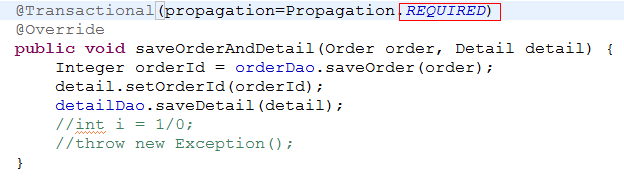 @Transactional(propagation=Propagation.REQUIRED)
@Override
public void saveOrderAndDetail(Order order, Detail detail) {
    Integer orderId = orderDao.saveOrder(order);
    detail.setOrderId(orderId);
    detailDao.saveDetail(detail);
    //int i = 1/0;
    //throw new Exception();
}